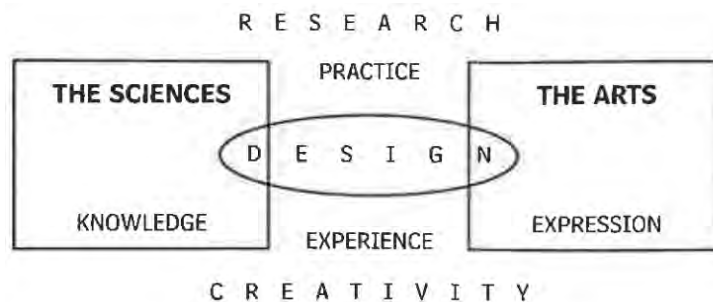 R E S E A R C H
PRACTICE
THE SCIENCES
THE ARTS
D E S I G N
KNOWLEDGE
EXPRESSION
EXPERIENCE
C R E A T I V I T Y